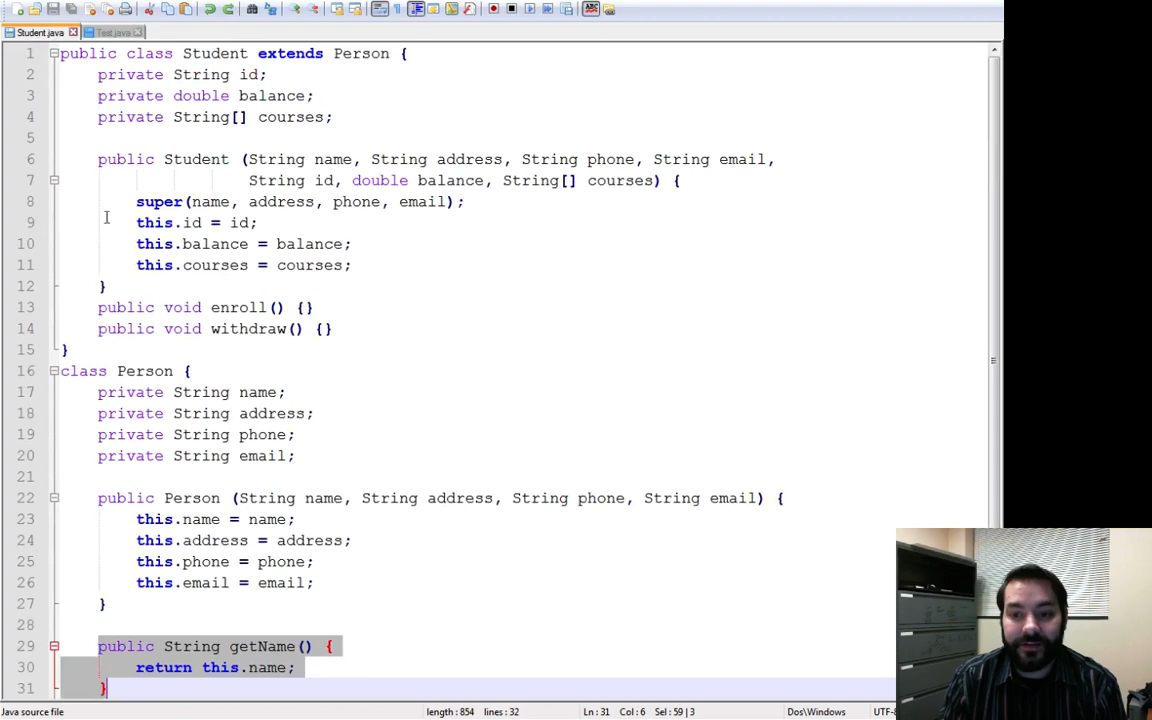 Student.java Test.java
1 public class Student extends Person {
2 private String id;
3 private double balance;
4 private String[] courses;
5
6 public Student (String name, String address, String phone, String email,
7 String id, double balance, String[] courses) {
8 super(name, address, phone, email);
9 this.id = id;
10 this.balance = balance;
11 this.courses = courses;
12 }
13 public void enroll() {}
14 public void withdraw() {}
15 }
16 class Person {
17 private String name;
18 private String address;
19 private String phone;
20 private String email;
21
22 public Person (String name, String address, String phone, String email) {
23 this.name = name;
24 this.address = address;
25 this.phone = phone;
26 this.email = email;
27 }
28
29 public String getName() {
30 return this.name;
31 }
Java source file length : 854 lines : 32 Ln : 31 Col : 6 Sel : 59 | 3 Dos\Windows UTF-8